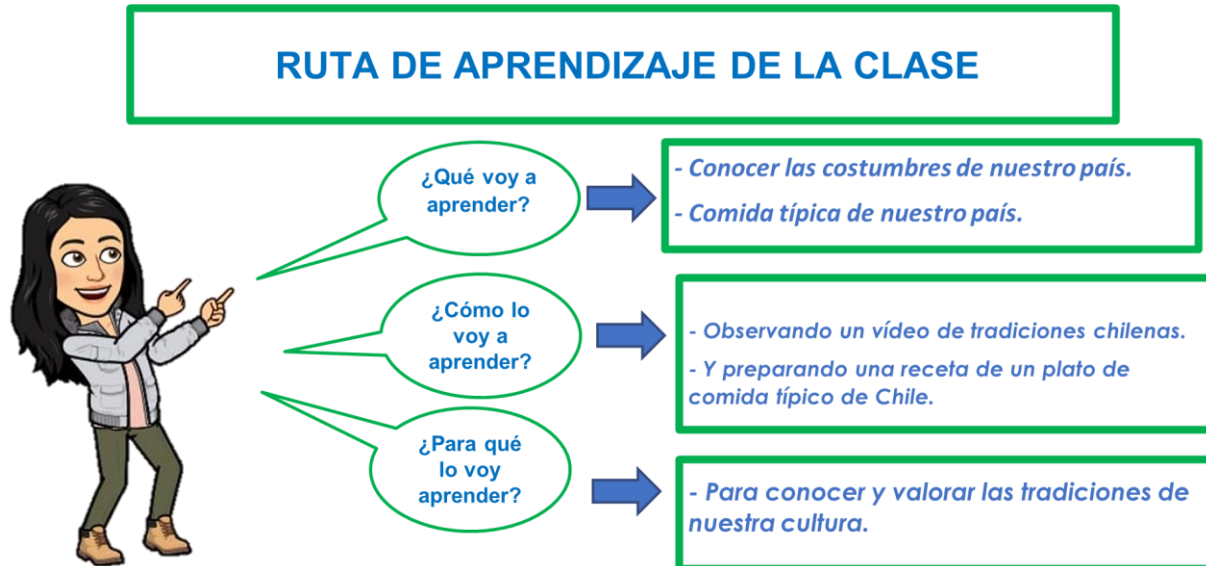 RUTA DE APRENDIZAJE DE LA CLASE
¿Qué voy a
aprender?
- Conocer las costumbres de nuestro país.
- Comida típica de nuestro país.
¿Cómo lo
voy a
aprender?
- Observando un vídeo de tradiciones chilenas.
- Y preparando una receta de un plato de
comida típico de Chile.
¿Para qué
lo voy
aprender?
- Para conocer y valorar las tradiciones de
nuestra cultura.